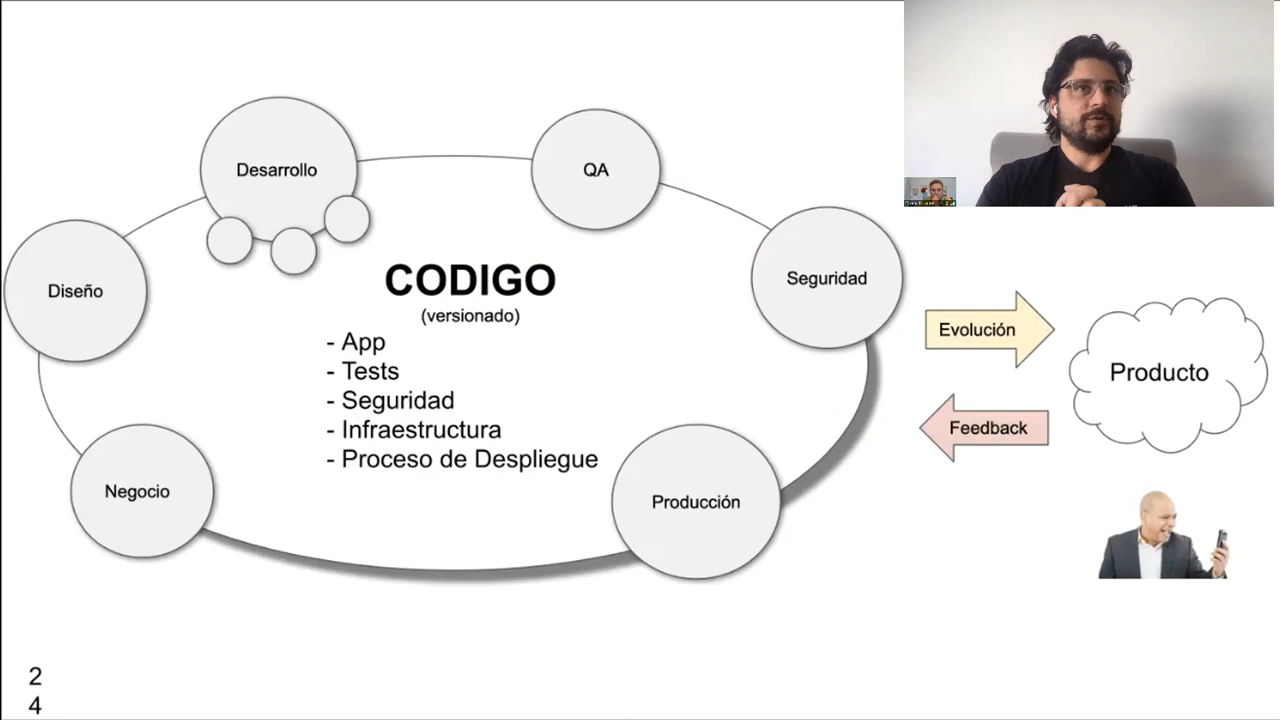 Desarrollo
QA
Diseño
Seguridad
CODIGO
(versionado)
- App
- Tests
- Seguridad
- Infraestructura
- Proceso de Despliegue
Negocio
Producción
Evolución
Feedback
Producto
2
4